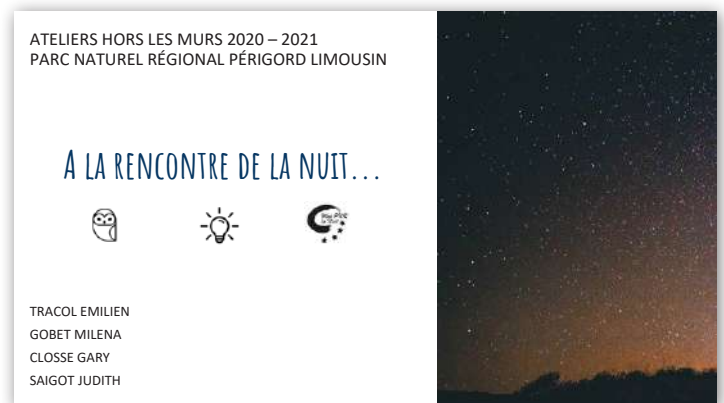 ATELIERS HORS LES MURS 2020 – 2021
PARC NATUREL RÉGIONAL PÉRIGORD LIMOUSIN
A LA RENCONTRE DE LA NUIT...
TRACOL EMILIEN
GOBET MILENA
CLOSSE GARY
SAIGOT JUDITH